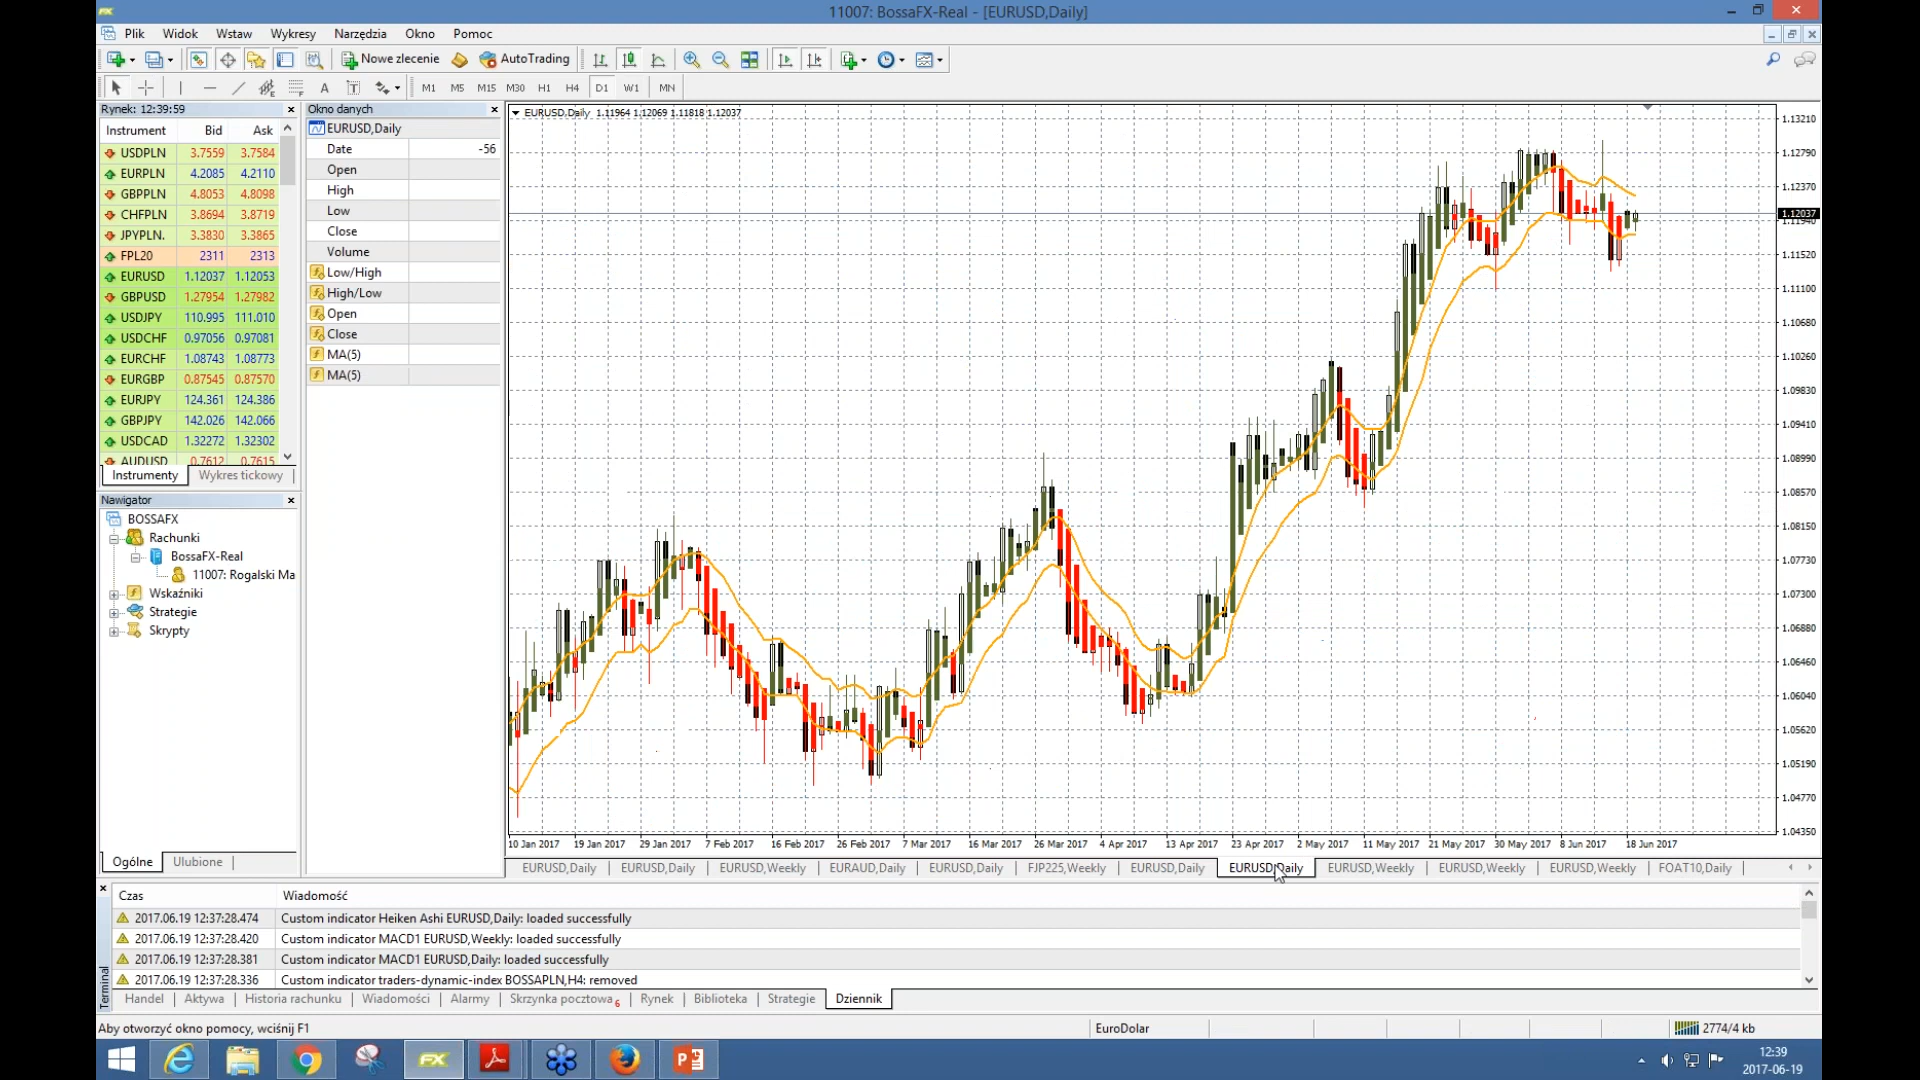 11007: BossaFX-Real - [EURUSD,Daily]
Plik Widok Wstaw Wykresy Narzędzia Okno Pomoc
Nowe zlecenie AutoTrading
A T M1 M5 M15 M30 H1 H4 D1 W1 MN
Rynek: 12:39:59
Instrument Bid Ask
USDPLN 3.7559 3.7584
EURPLN 4.2085 4.2110
GBPPLN 4.8053 4.8098
CHFPLN 3.8694 3.8719
JPYPLN. 3.3830 3.3865
FPL20 2311 2313
EURUSD 1.12037 1.12053
GBPUSD 1.27954 1.27982
USDJPY 110.995 111.010
USDCHF 0.97056 0.97081
EURCHF 1.08743 1.08773
EURGBP 0.87545 0.87570
EURJPY 124.361 124.386
GBPJPY 142.026 142.066
USDCAD 1.32272 1.32302
AUDUSD 0.7612 0.7615
Instrumenty Wykres tickowy
Nawigator
BOSSAFX
Rachunki
BossaFX-Real
11007: Rogalski Ma
Wskaźniki
Strategie
Skrypty
Ogólne Ulubione
Okno danych
EURUSD,Daily
Date -56
Open
High
Low
Close
Volume
Low/High
High/Low
Open
Close
MA(5)
MA(5)
EURUSD,Daily 1.11964 1.12069 1.11818 1.12037
1.13210
1.12790
1.12370
1.12037
1.11940
1.11520
1.11100
1.10680
1.10260
1.09830
1.09410
1.08990
1.08570
1.08150
1.07730
1.07300
1.06880
1.06460
1.06040
1.05620
1.05190
1.04770
1.04350
10 Jan 2017 19 Jan 2017 29 Jan 2017 7 Feb 2017 16 Feb 2017 26 Feb 2017 7 Mar 2017 16 Mar 2017 26 Mar 2017 4 Apr 2017 13 Apr 2017 23 Apr 2017 2 May 2017 11 May 2017 21 May 2017 30 May 2017 8 Jun 2017 18 Jun 2017
EURUSD,Daily EURUSD,Daily EURUSD,Weekly EURAUD,Daily EURUSD,Daily FJP225,Weekly EURUSD,Daily EURUSD,Daily EURUSD,Weekly EURUSD,Weekly EURUSD,Weekly FOAT10,Daily
Czas Wiadomość
2017.06.19 12:37:28.474 Custom indicator Heiken Ashi EURUSD,Daily: loaded successfully
2017.06.19 12:37:28.420 Custom indicator MACD1 EURUSD,Weekly: loaded successfully
2017.06.19 12:37:28.381 Custom indicator MACD1 EURUSD,Daily: loaded successfully
2017.06.19 12:37:28.336 Custom indicator traders-dynamic-index BOSSAPLN,H4: removed
Terminal
Handel Aktywa Historia rachunku Wiadomości Alarmy Skrzynka pocztowa 6 Rynek Biblioteka Strategie Dziennik
Aby otworzyć okno pomocy, wciśnij F1 EuroDolar 2774/4 kb
FX
12:39
2017-06-19